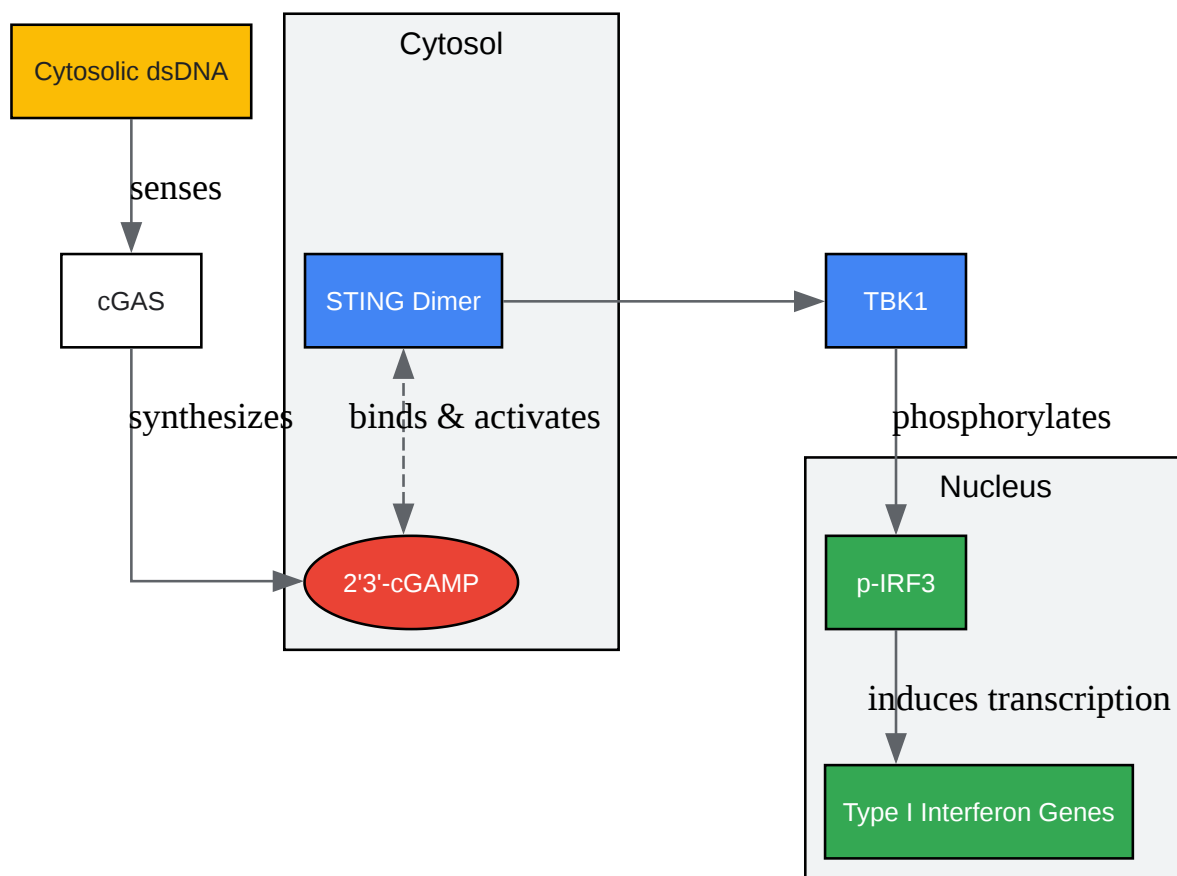 Cytosol
Cytosolic dsDNA
senses
cGAS
STING Dimer
TBK1
synthesizes
binds & activates
phosphorylates
Nucleus
2'3'-cGAMP
p-IRF3
induces transcription
Type I Interferon Genes